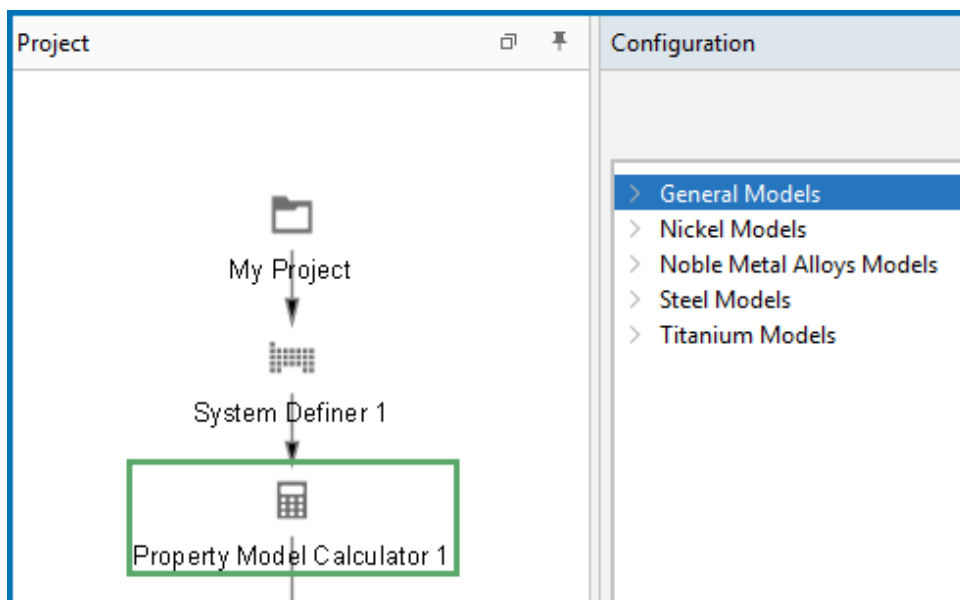 Project
Configuration
My Project
System Definer 1
Property Model Calculator 1
General Models
Nickel Models
Noble Metal Alloys Models
Steel Models
Titanium Models